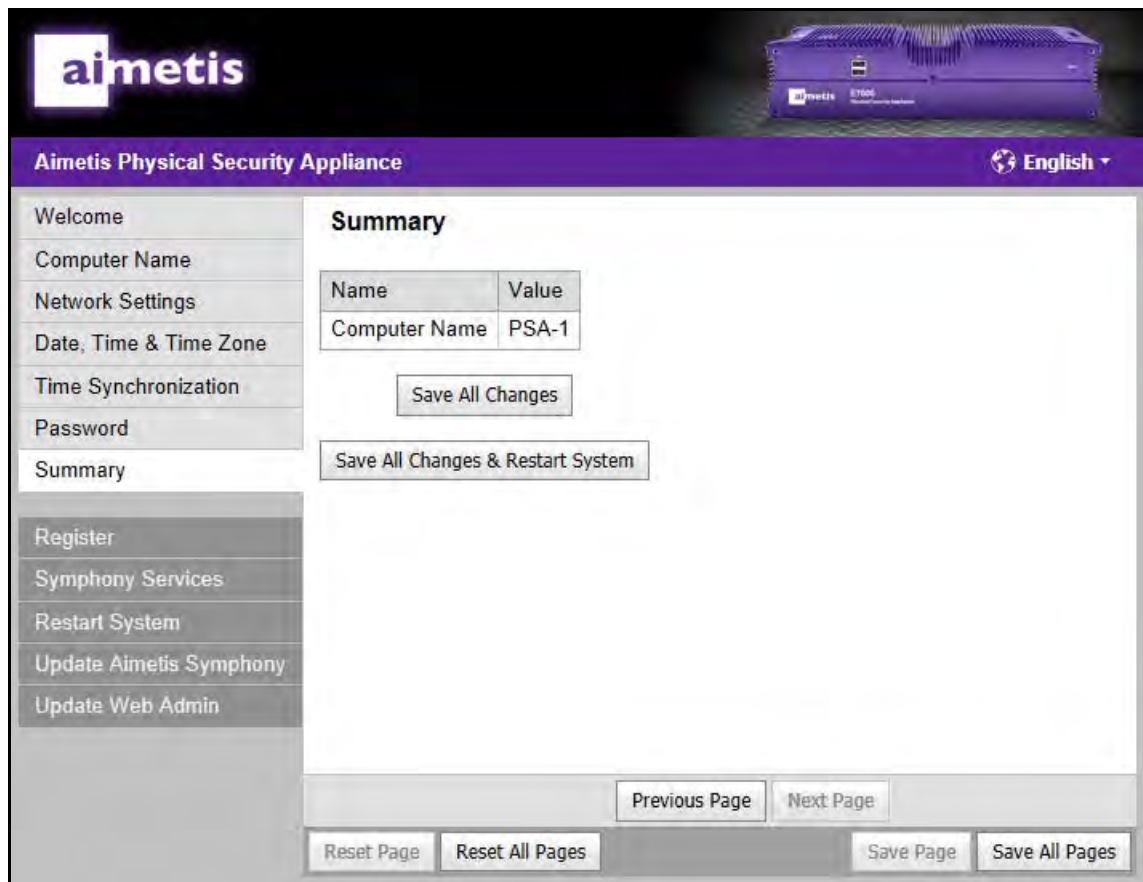 aimetis
aimetis E7000
Aimetis Physical Security Appliance
English
Welcome
Computer Name
Network Settings
Date, Time & Time Zone
Time Synchronization
Password
Summary
Register
Symphony Services
Restart System
Update Aimetis Symphony
Update Web Admin
Summary
Name Value
Computer Name PSA-1
Save All Changes
Save All Changes & Restart System
Previous Page Next Page
Reset Page Reset All Pages Save Page Save All Pages